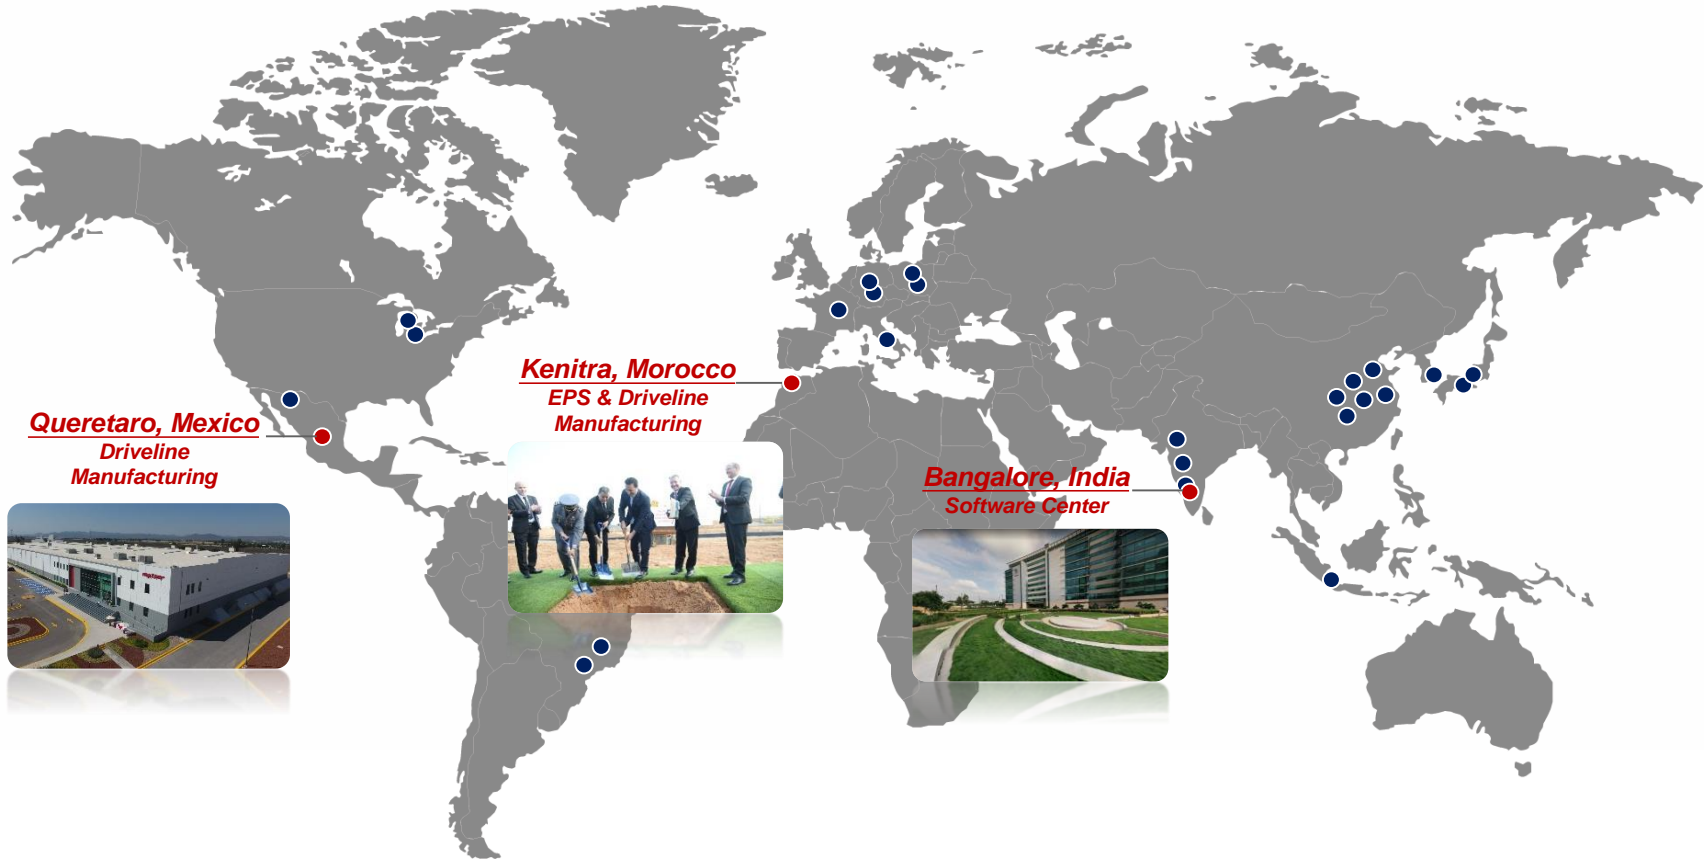 Kenitra, Morocco
EPS & Driveline
Manufacturing
Queretaro, Mexico
Driveline
Manufacturing
Bangalore, India
Software Center